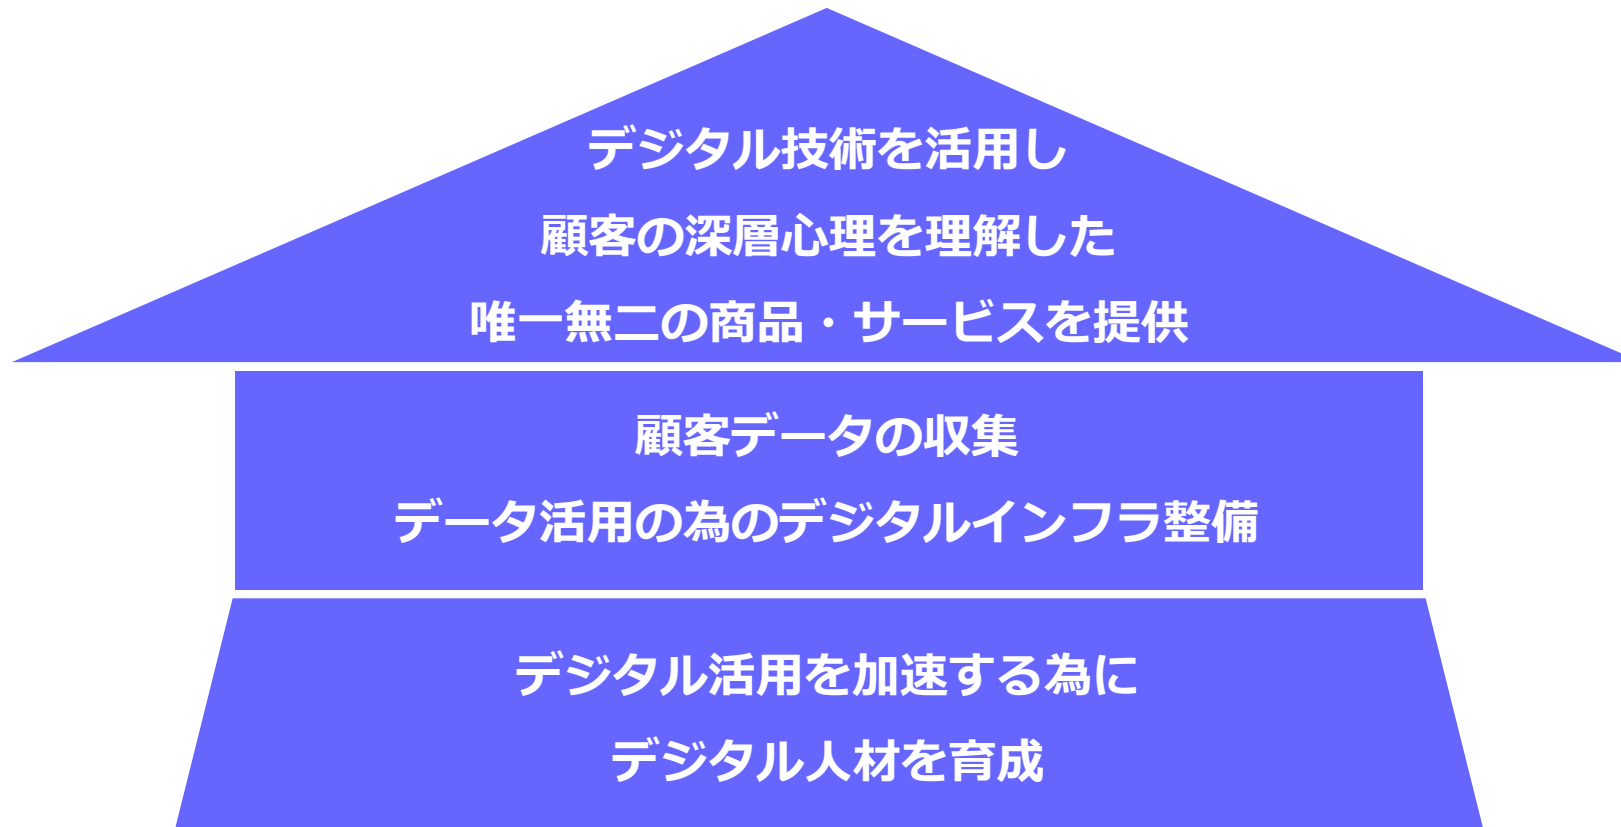 デジタル技術を活用し
顧客の深層心理を理解した
唯一無二の商品・サービスを提供
顧客データの収集
データ活用の為のデジタルインフラ整備
デジタル活用を加速する為に
デジタル人材を育成